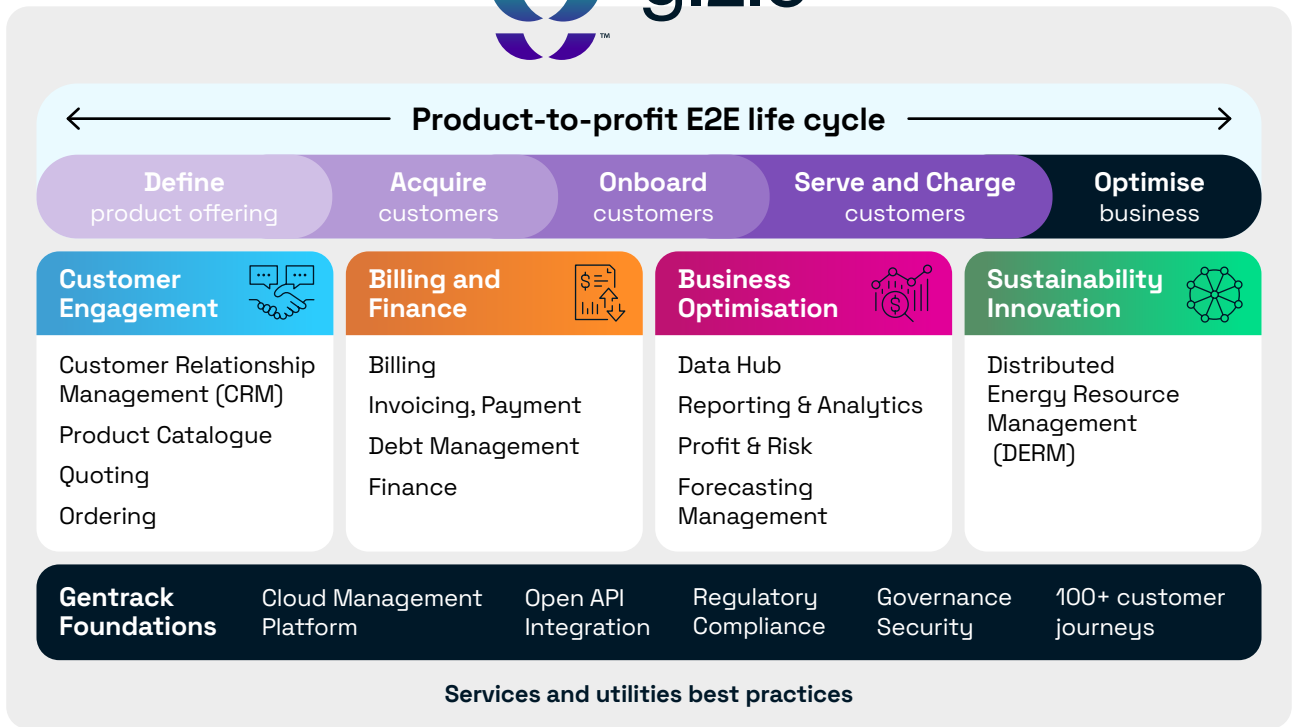 TM
Product-to-profit E2E life cycle
Define
product offering
Acquire
customers
Onboard
customers
Serve and Charge
customers
Optimise
business
Customer
Engagement
Customer Relationship
Management (CRM)
Product Catalogue
Quoting
Ordering
Billing and
Finance
$
Billing
Invoicing, Payment
Debt Management
Finance
Business
Optimisation
$
Data Hub
Reporting & Analytics
Profit & Risk
Forecasting
Management
Sustainability
Innovation
Distributed
Energy Resource
Management
(DERM)
Gentrack
Foundations
Cloud Management
Platform
Open API
Integration
Regulatory
Compliance
Governance
Security
100+ customer
journeys
Services and utilities best practices